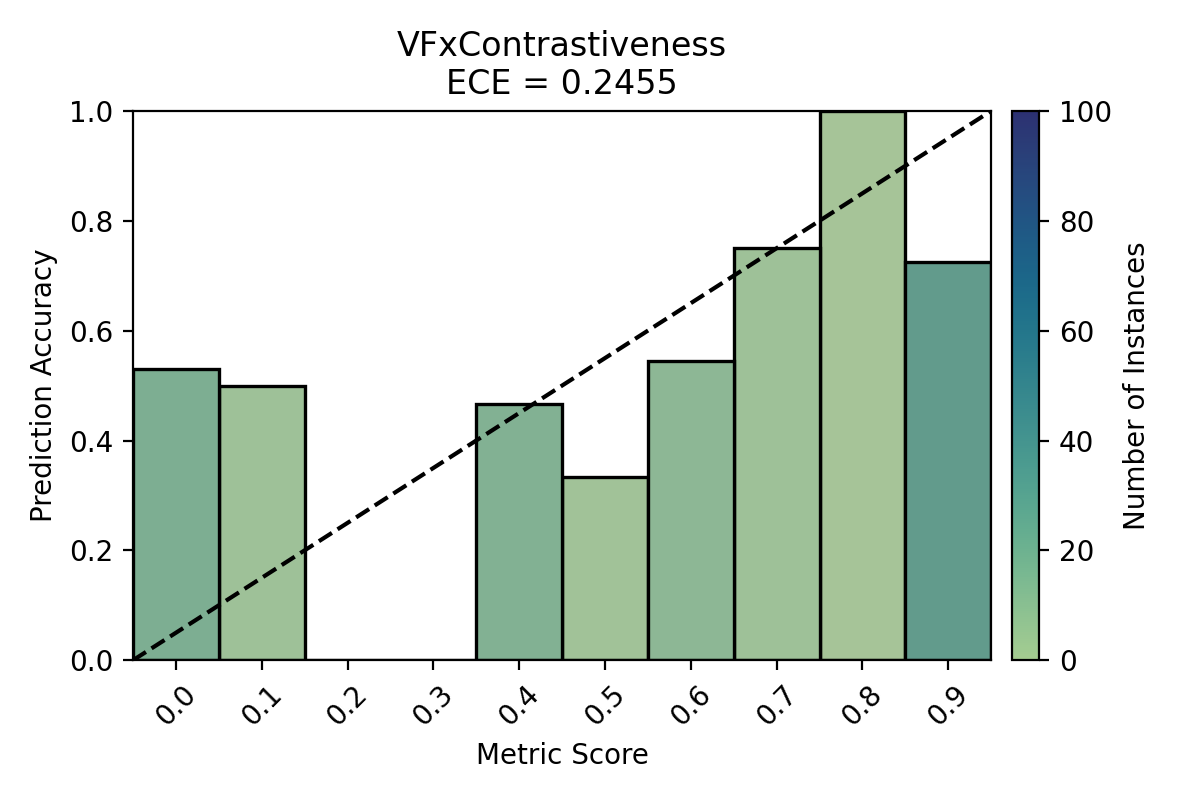 VFxContrastiveness
ECE = 0.2455
Prediction Accuracy
1.0
0.8
0.6
0.4
0.2
0.0
0.0 0.1 0.2 0.3 0.4 0.5 0.6 0.7 0.8 0.9
Metric Score
100
80
60
40
20
0
Number of Instances